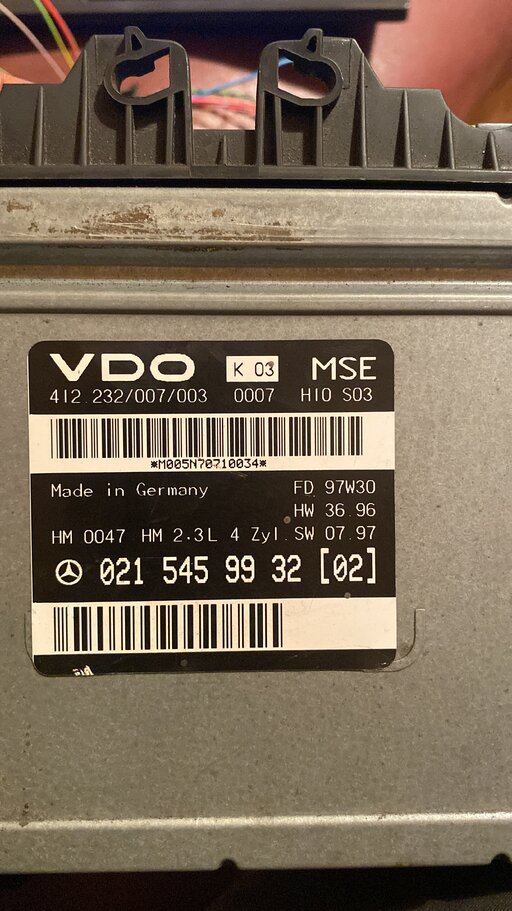 VDO K 03 MSE
412.232/007/003 0007 H10 S03
*M005N70710034*
Made in Germany FD 97W30
HW 36.96
HM 0047 HM 2.3L 4 Zyl. SW 07.97
021 545 99 32 [02]